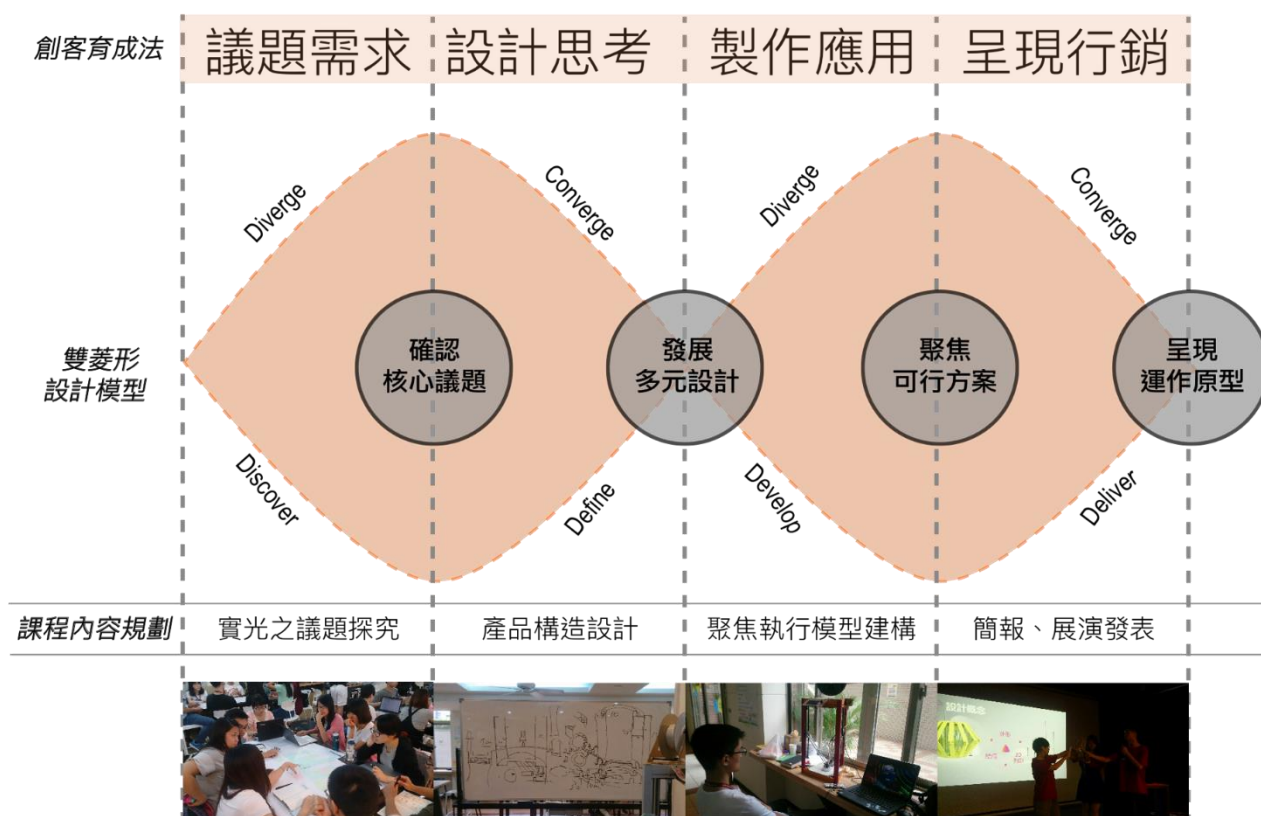 創客育成法
議題需求
設計思考
製作應用
呈現行銷
Diverge
Converge
Diverge
Converge
雙菱形
設計模型
確認
核心議題
發展
多元設計
聚焦
可行方案
呈現
運作原型
Discover
Define
Develop
Deliver
課程內容規劃
實光之議題探究
產品構造設計
聚焦執行模型建構
簡報、展演發表